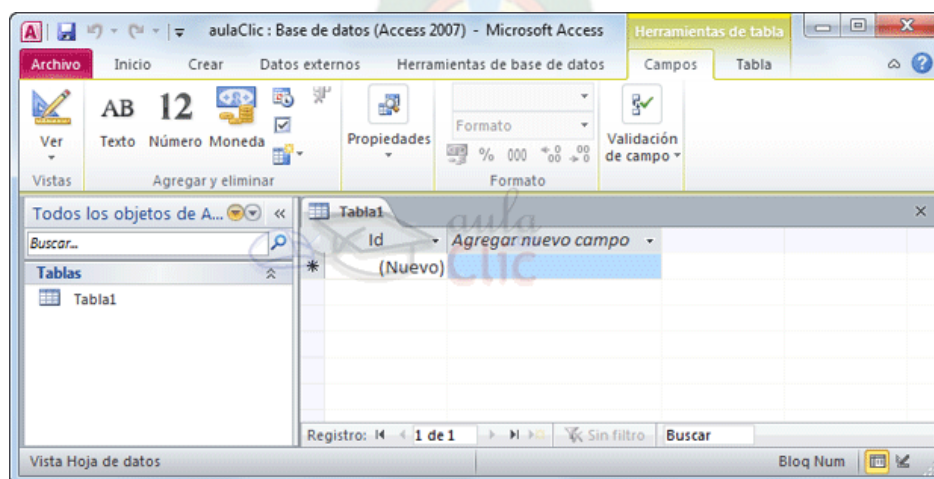 aulaClic : Base de datos (Access 2007) - Microsoft Access
Herramientas de tabla
Archivo Inicio Crear Datos externos Herramientas de base de datos Campos Tabla
AB 12
Ver Texto Número Moneda Propiedades Formato % 000 Validación de campo
Vistas Agregar y eliminar Formato
Todos los objetos de A... «
Tabla1
Buscar...
Id Agregar nuevo campo
Tablas
* (Nuevo)
Tabla1
aula
Clic
Registro: 1 de 1 Sin filtro Buscar
Vista Hoja de datos Bloq Num